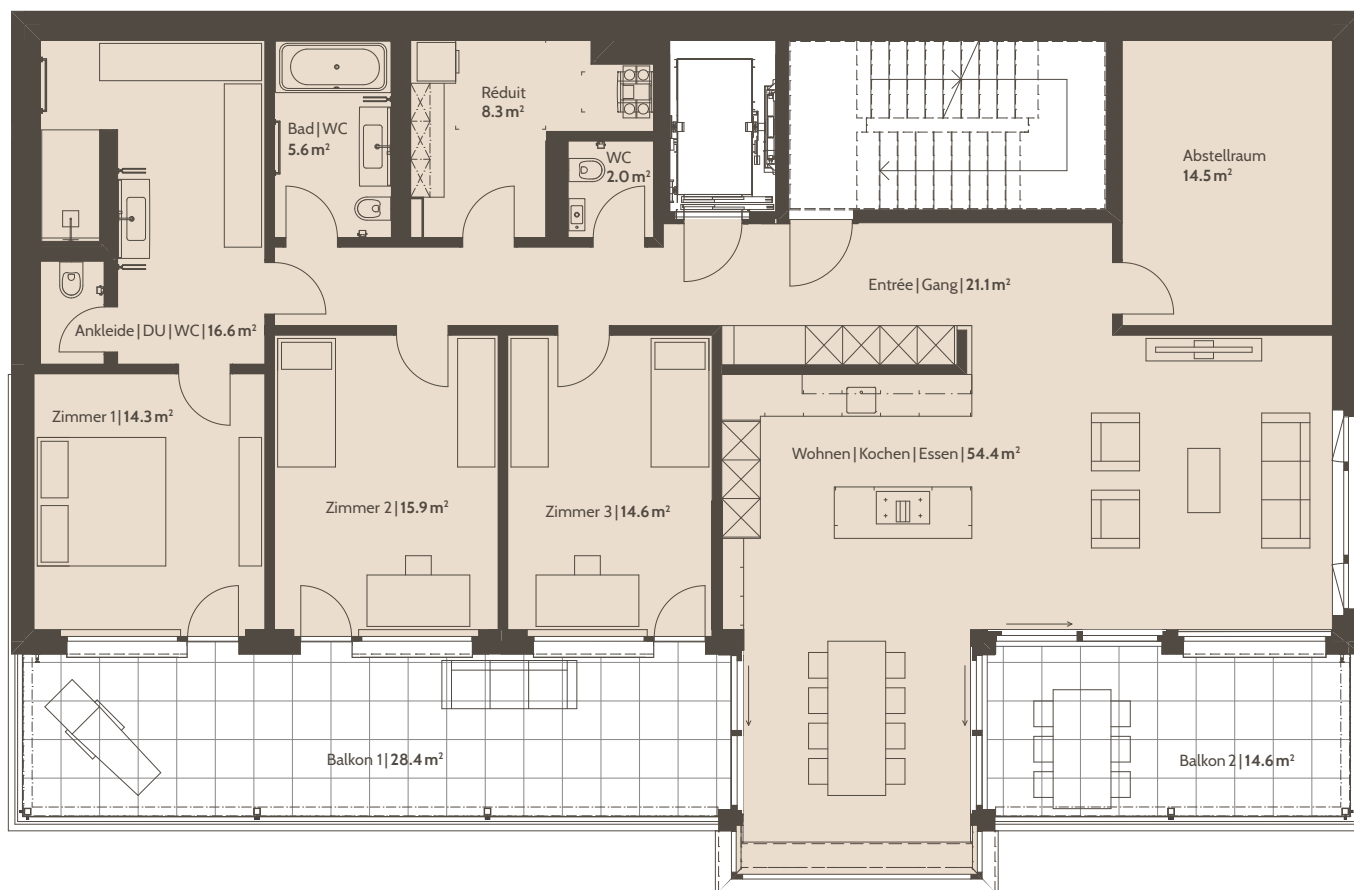 Réduit
8.3 m²
Bad | WC
5.6 m²
WC
2.0 m²
Abstellraum
14.5 m²
Entrée | Gang | 21.1 m²
Ankleide | DU | WC | 16.6 m²
Zimmer 1 | 14.3 m²
Wohnen | Kochen | Essen | 54.4 m²
Zimmer 2 | 15.9 m²
Zimmer 3 | 14.6 m²
Balkon 1 | 28.4 m²
Balkon 2 | 14.6 m²